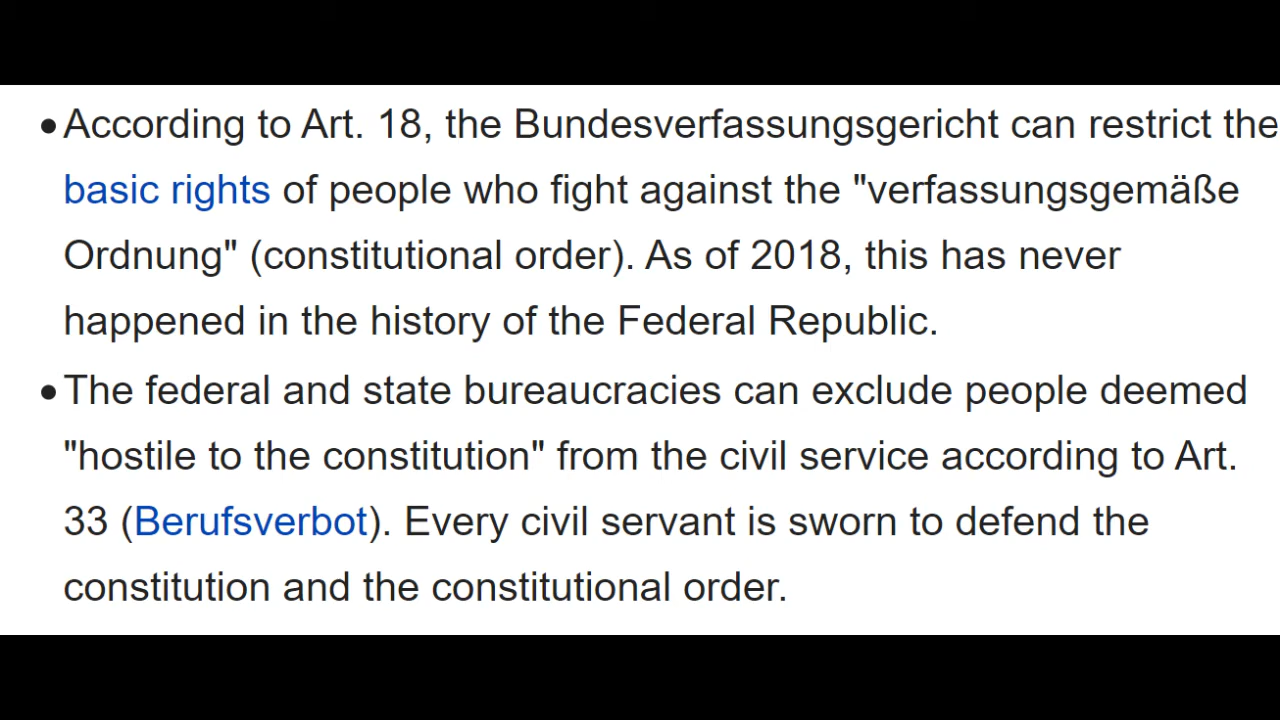 •According to Art. 18, the Bundesverfassungsgericht can restrict the
basic rights of people who fight against the "verfassungsgemäße
Ordnung" (constitutional order). As of 2018, this has never
happened in the history of the Federal Republic.
•The federal and state bureaucracies can exclude people deemed
"hostile to the constitution" from the civil service according to Art.
33 (Berufsverbot). Every civil servant is sworn to defend the
constitution and the constitutional order.